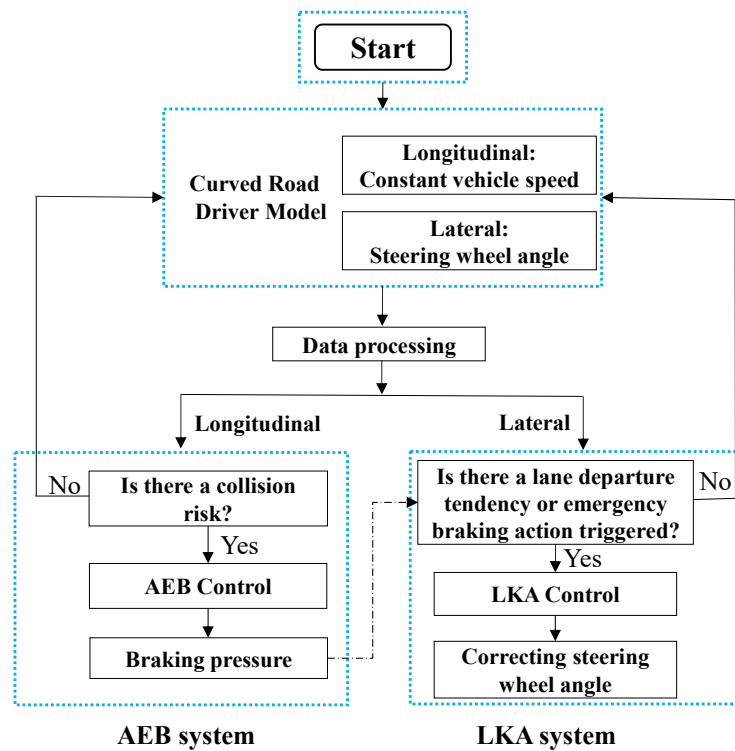 Start
Curved Road
Driver Model
Longitudinal:
Constant vehicle speed
Lateral:
Steering wheel angle
Data processing
Longitudinal
Lateral
No
Is there a collision
risk?
Yes
AEB Control
Braking pressure
AEB system
Is there a lane departure
tendency or emergency
braking action triggered?
No
Yes
LKA Control
Correcting steering
wheel angle
LKA system